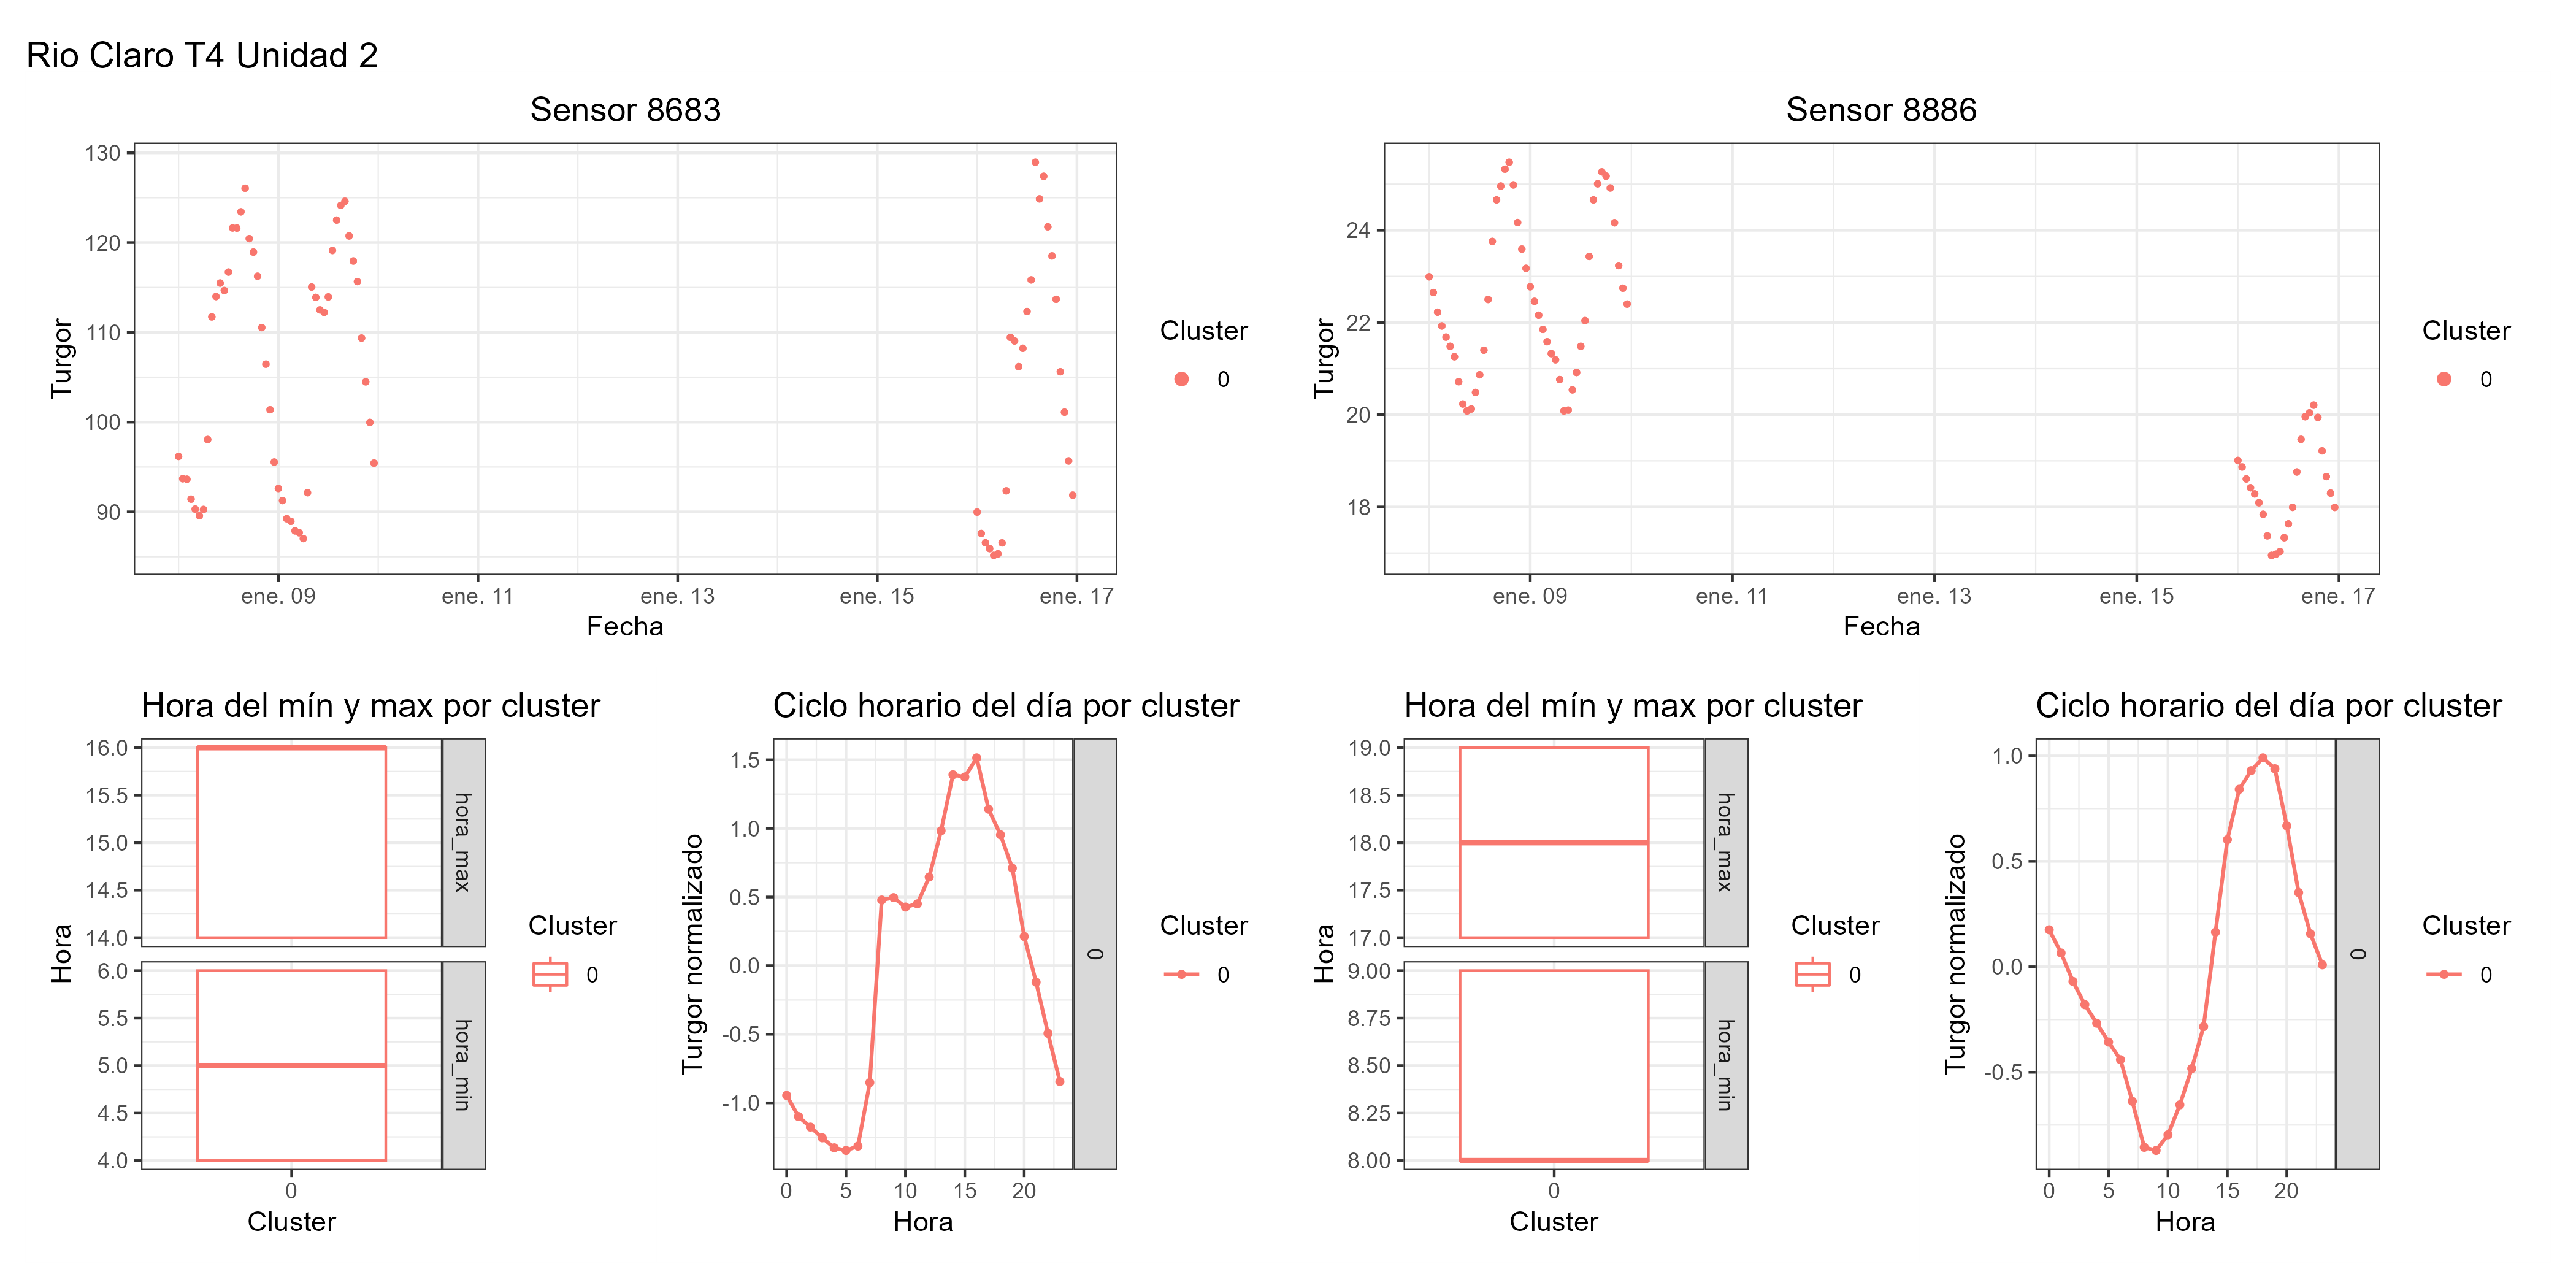 Rio Claro T4 Unidad 2
Sensor 8683
Turgor
130
120
110
100
90
ene. 09
ene. 11
ene. 13
ene. 15
ene. 17
Fecha
Cluster
0
Sensor 8886
Turgor
24
22
20
18
ene. 09
ene. 11
ene. 13
ene. 15
ene. 17
Fecha
Cluster
0
Hora del mín y max por cluster
Hora
16.0
15.5
15.0
14.5
14.0
hora_max
6.0
5.5
5.0
4.5
4.0
hora_min
0
Cluster
Cluster
0
Ciclo horario del día por cluster
Turgor normalizado
1.5
1.0
0.5
0.0
-0.5
-1.0
0
0
5
10
15
20
Hora
Cluster
0
Hora del mín y max por cluster
Hora
19.0
18.5
18.0
17.5
17.0
hora_max
9.00
8.75
8.50
8.25
8.00
hora_min
0
Cluster
Cluster
0
Ciclo horario del día por cluster
Turgor normalizado
1.0
0.5
0.0
-0.5
0
0
5
10
15
20
Hora
Cluster
0